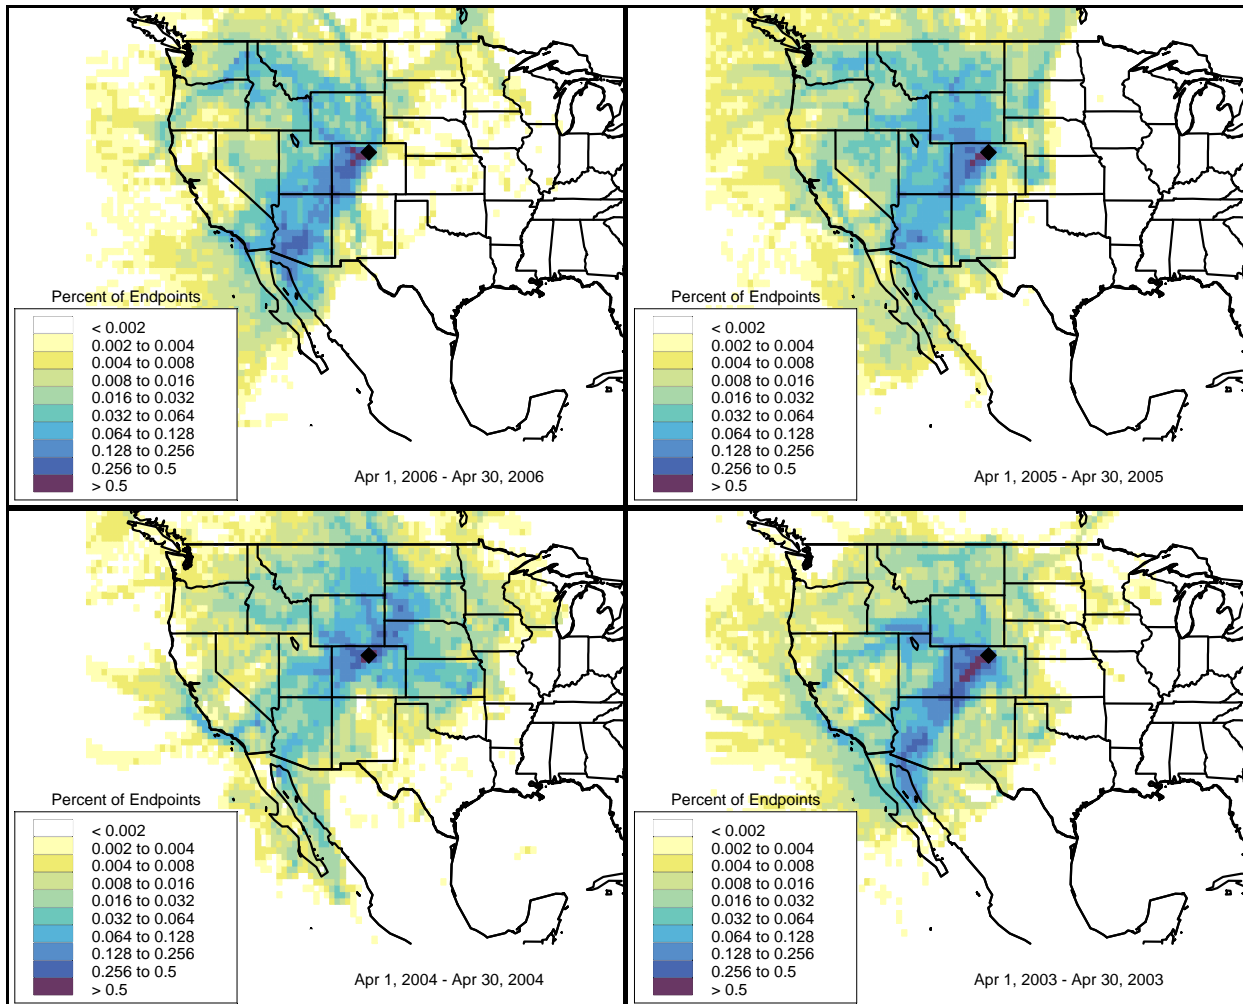 Percent of Endpoints
< 0.002
0.002 to 0.004
0.004 to 0.008
0.008 to 0.016
0.016 to 0.032
0.032 to 0.064
0.064 to 0.128
0.128 to 0.256
0.256 to 0.5
> 0.5
Apr 1, 2006 - Apr 30, 2006
Percent of Endpoints
< 0.002
0.002 to 0.004
0.004 to 0.008
0.008 to 0.016
0.016 to 0.032
0.032 to 0.064
0.064 to 0.128
0.128 to 0.256
0.256 to 0.5
> 0.5
Apr 1, 2005 - Apr 30, 2005
Percent of Endpoints
< 0.002
0.002 to 0.004
0.004 to 0.008
0.008 to 0.016
0.016 to 0.032
0.032 to 0.064
0.064 to 0.128
0.128 to 0.256
0.256 to 0.5
> 0.5
Apr 1, 2004 - Apr 30, 2004
Percent of Endpoints
< 0.002
0.002 to 0.004
0.004 to 0.008
0.008 to 0.016
0.016 to 0.032
0.032 to 0.064
0.064 to 0.128
0.128 to 0.256
0.256 to 0.5
> 0.5
Apr 1, 2003 - Apr 30, 2003